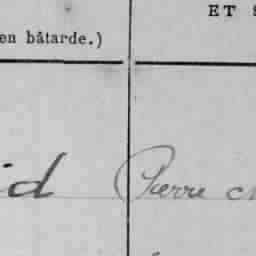 ET
en bâtarde.)
id Pierre